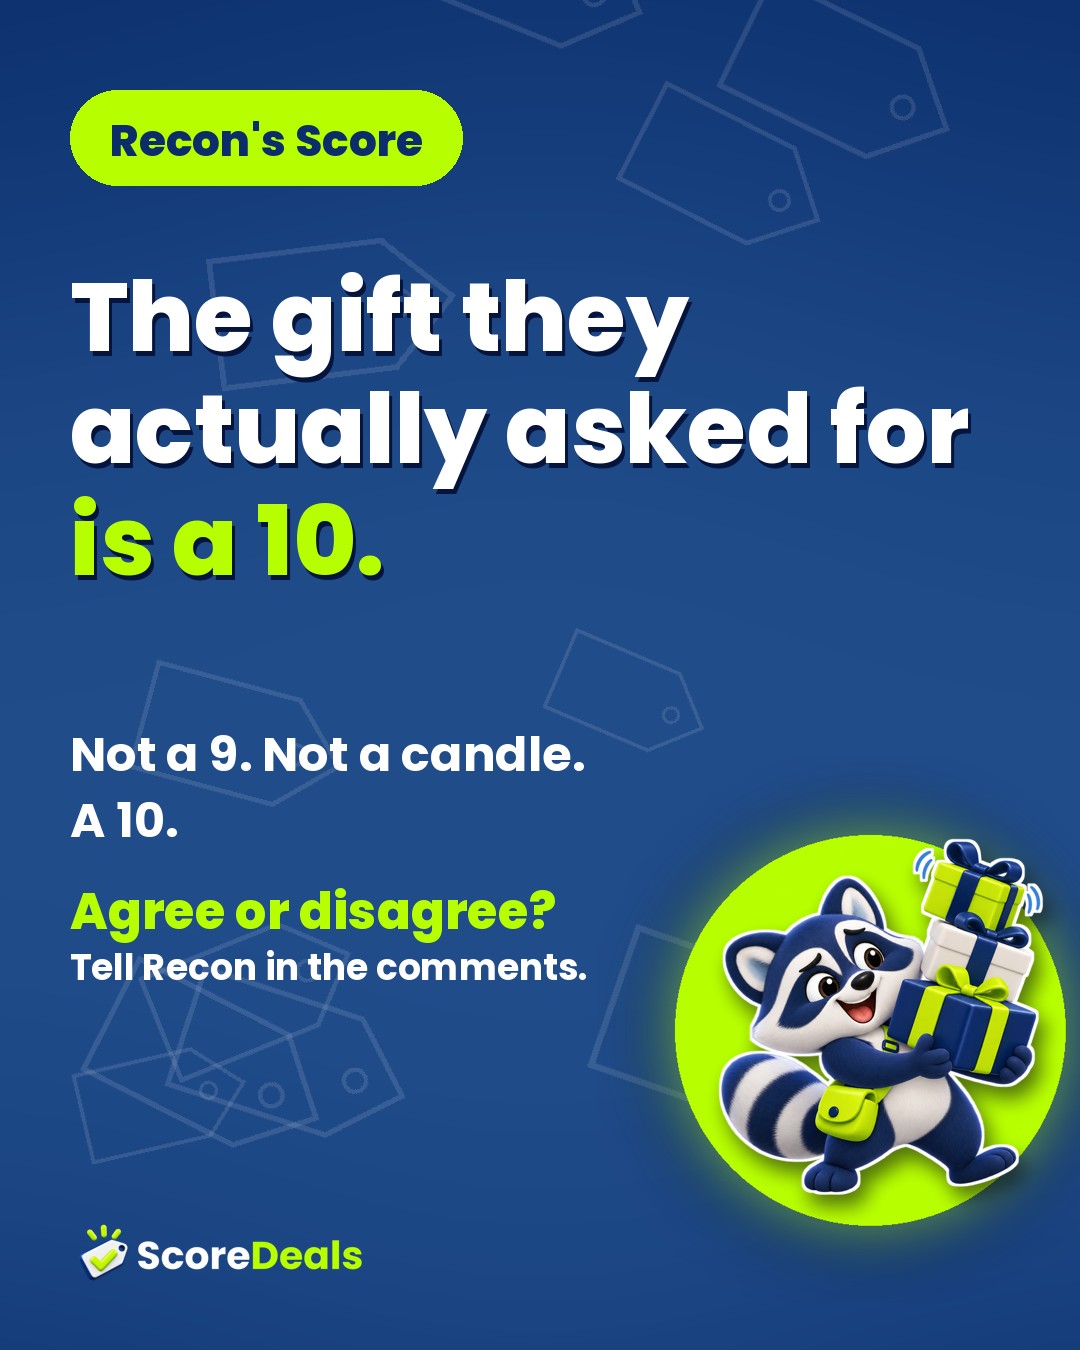 Recon's Score
The gift they
actually asked for
is a 10.
Not a 9. Not a candle.
A 10.
Agree or disagree?
Tell Recon in the comments.
ScoreDeals